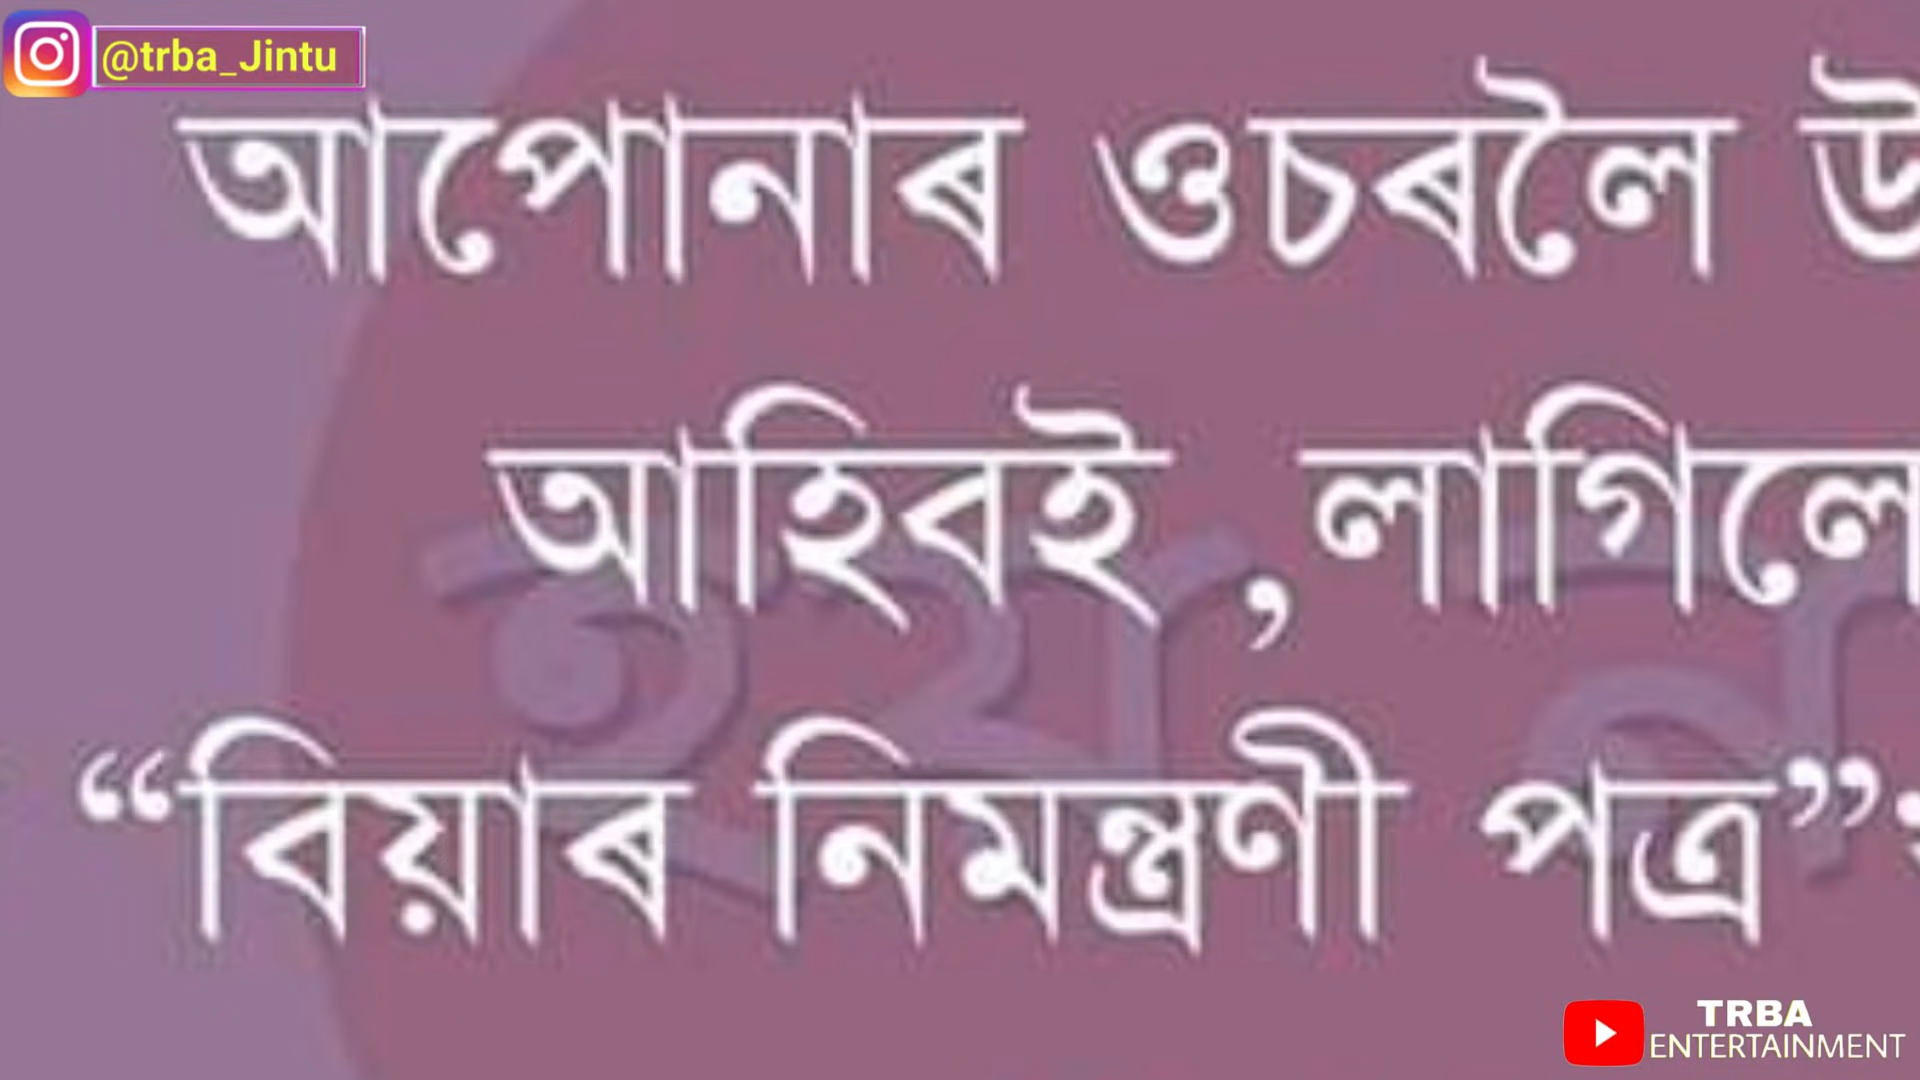 @trba_Jintu
আপোনাৰ ওচৰলৈ
আহিবই ,লাগিলে
“বিয়াৰ নিমন্ত্ৰণী পত্ৰ”
TRBA
ENTERTAINMENT